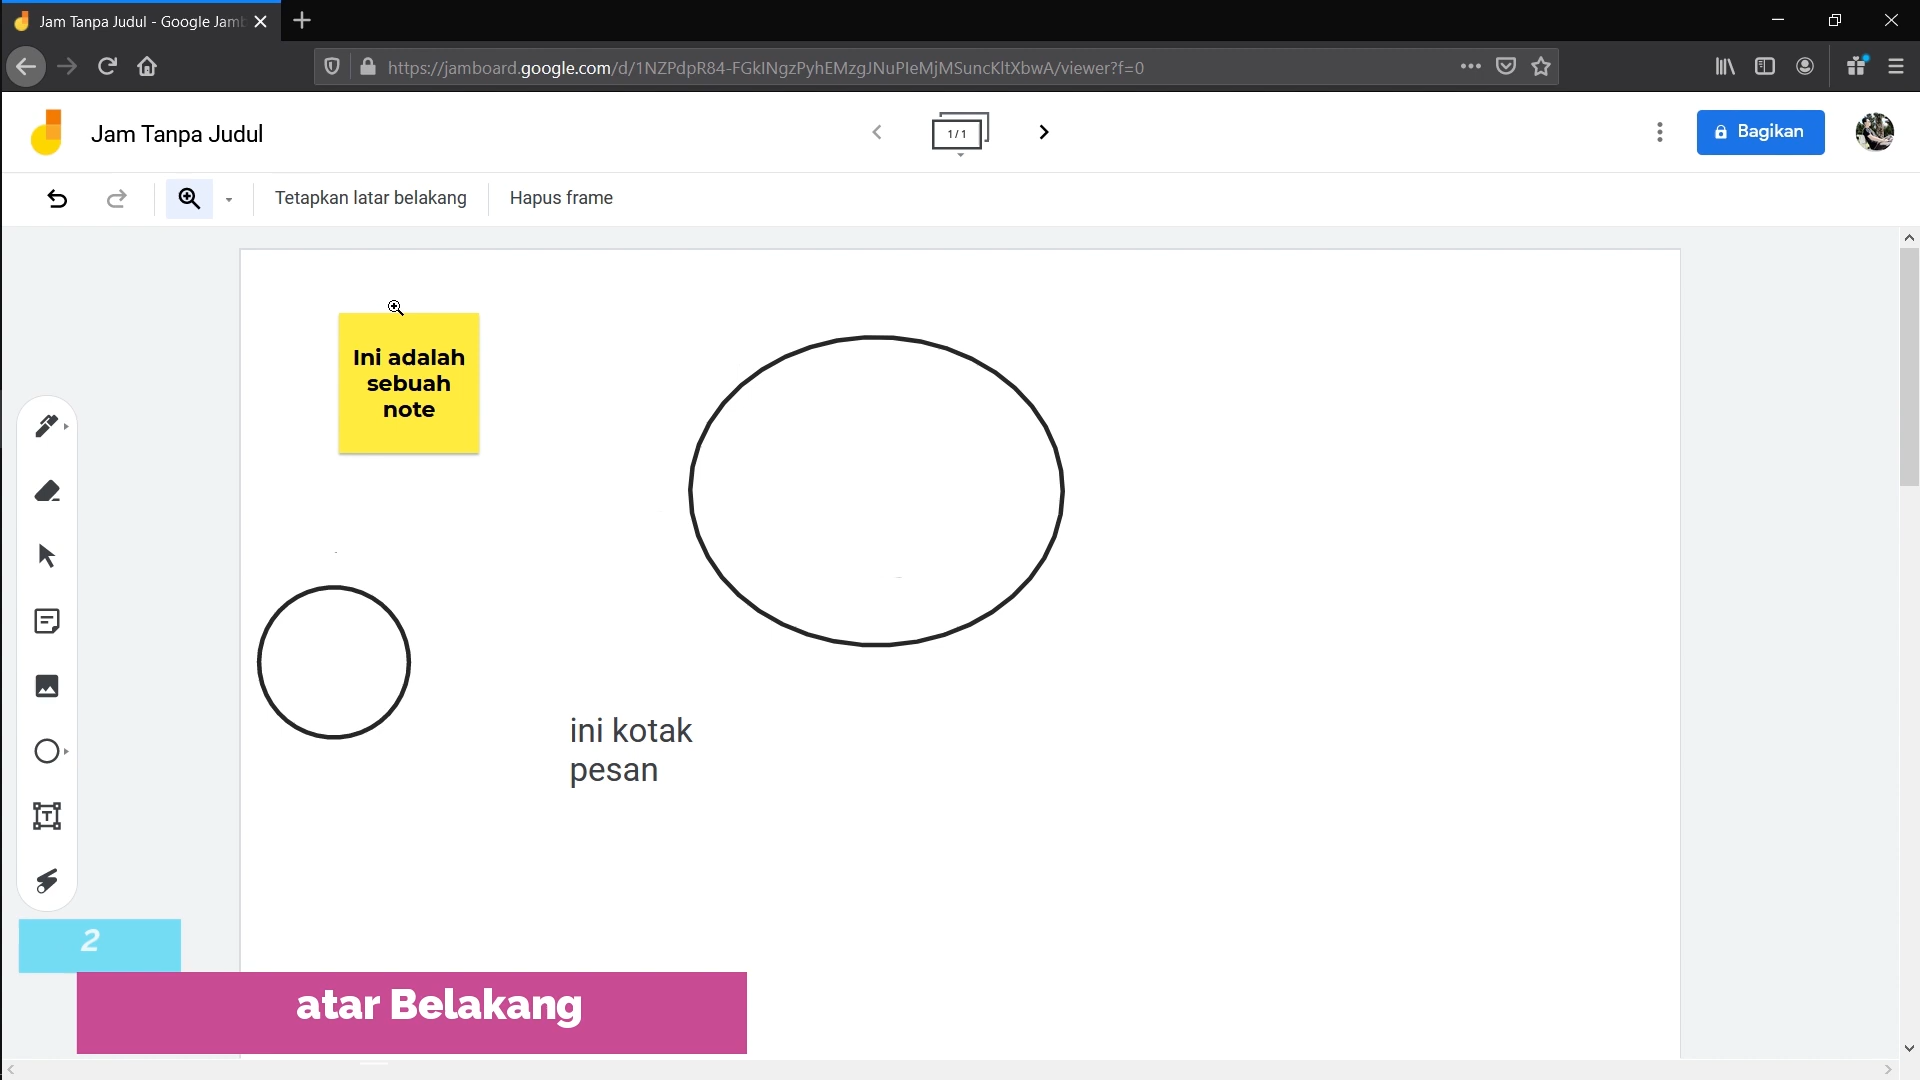 Jam Tanpa Judul - Google Jamb
https://jamboard.google.com/d/1NZPdpR84-FGkINgzPyhEMzgJNuPIeMjMSuncKltXbwA/viewer?f=0
Jam Tanpa Judul
1/1
Bagikan
Tetapkan latar belakang
Hapus frame
Ini adalah
sebuah
note
ini kotak
pesan
2
atar Belakang